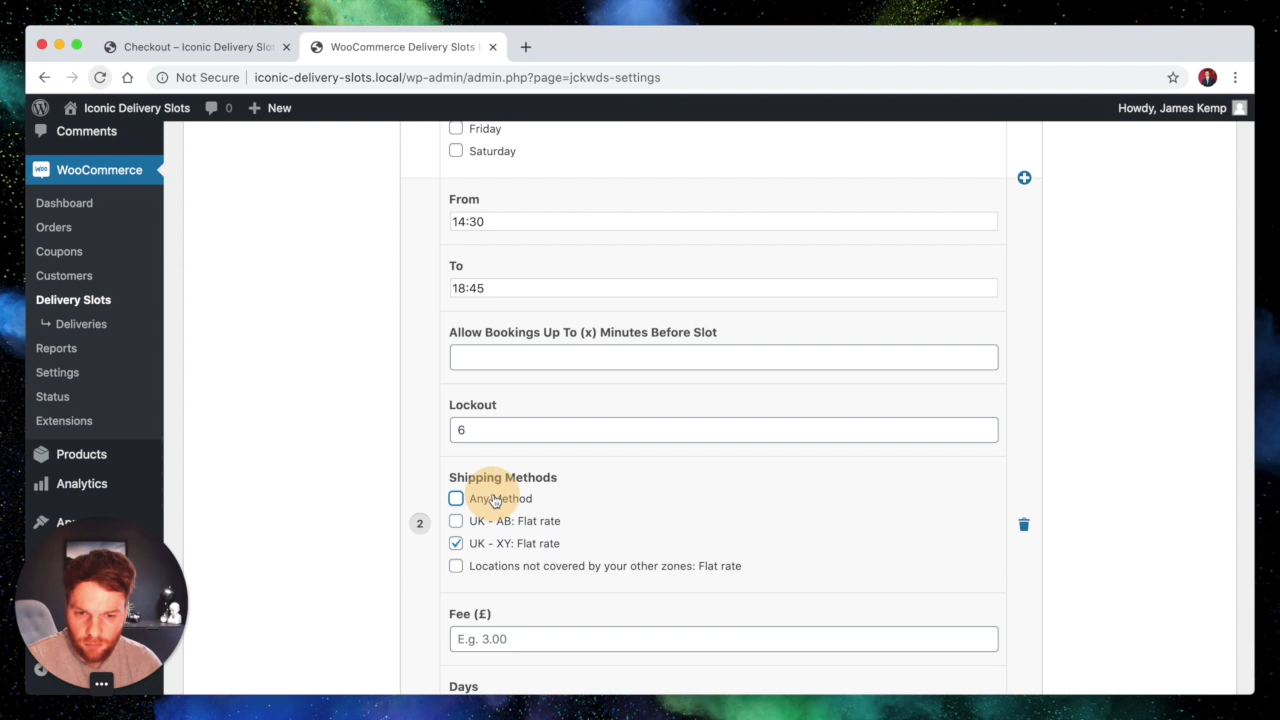 Checkout – Iconic Delivery Slot
WooCommerce Delivery Slots b
Not Secure
iconic-delivery-slots.local/wp-admin/admin.php?page=jckwds-settings
Iconic Delivery Slots
0
New
Howdy, James Kemp
Comments
WooCommerce
Dashboard
Orders
Coupons
Customers
Delivery Slots
Deliveries
Reports
Settings
Status
Extensions
Products
Analytics
Friday
Saturday
From
14:30
To
18:45
Allow Bookings Up To (x) Minutes Before Slot
Lockout
6
Shipping Methods
Any Method
UK - AB: Flat rate
2
UK - XY: Flat rate
Locations not covered by your other zones: Flat rate
Fee (£)
E.g. 3.00
Days